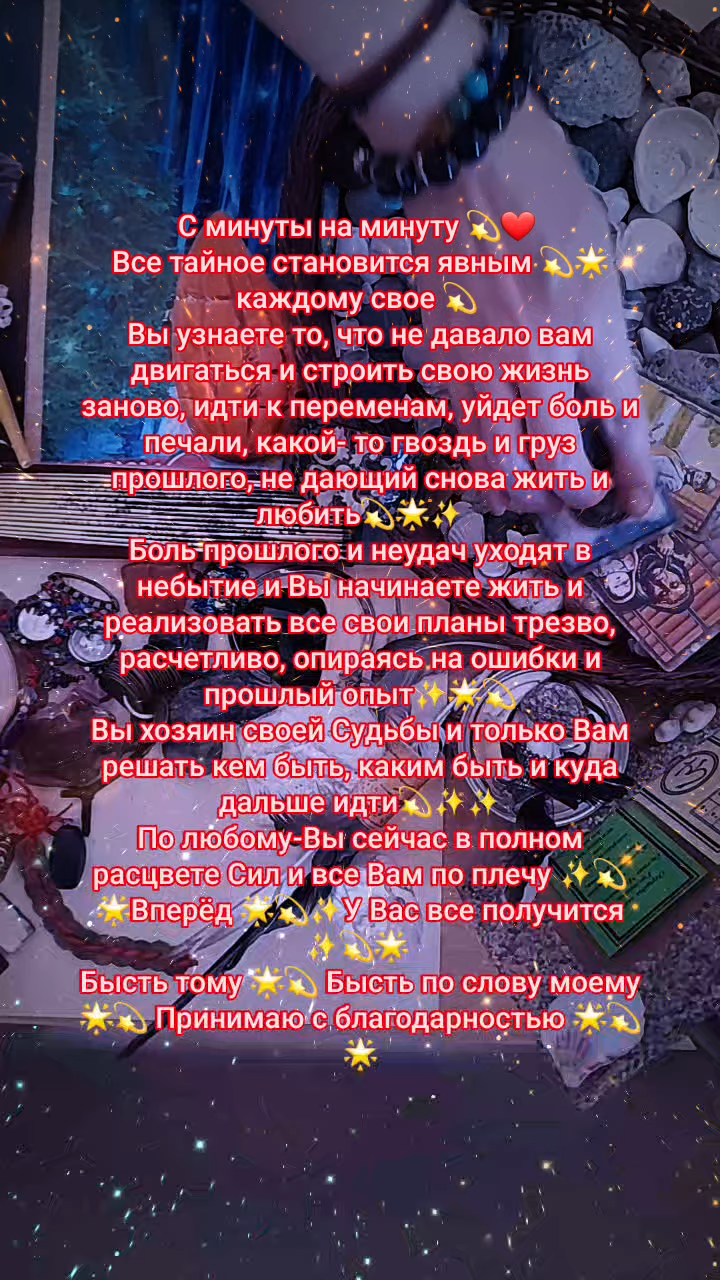 С минуты на минуту 💫❤️
Все тайное становится явным 💫🌟
каждому свое 💫
Вы узнаете то, что не давало вам
двигаться и строить свою жизнь
заново, идти к переменам, уйдет боль и
печали, какой- то гвоздь и груз
прошлого, не дающий снова жить и
любить💫🌟✨
Боль прошлого и неудач уходят в
небытие и Вы начинаете жить и
реализовать все свои планы трезво,
расчетливо, опираясь на ошибки и
прошлый опыт✨🌟💫
Вы хозяин своей Судьбы и только Вам
решать кем быть, каким быть и куда
дальше идти💫✨✨
По любому-Вы сейчас в полном
расцвете Сил и все Вам по плечу ✨💫
🌟Вперёд 🌟💫✨ У Вас все получится
✨💫🌟
Бысть тому 🌟💫 Бысть по слову моему
🌟💫 Принимаю с благодарностью 🌟💫
🌟